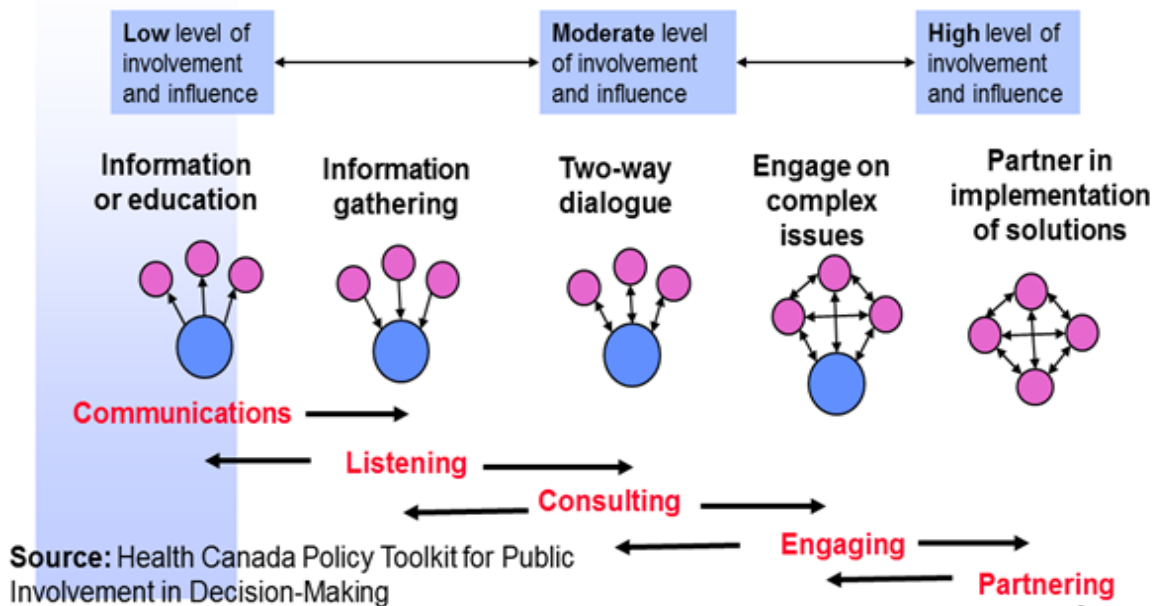 Low level of
involvement
and influence
Moderate level
of involvement
and influence
High level of
involvement
and influence
Information
or education
Information
gathering
Two-way
dialogue
Engage on
complex
issues
Partner in
implementation
of solutions
Communications
Listening
Consulting
Engaging
Partnering
Source: Health Canada Policy Toolkit for Public
Involvement in Decision-Making